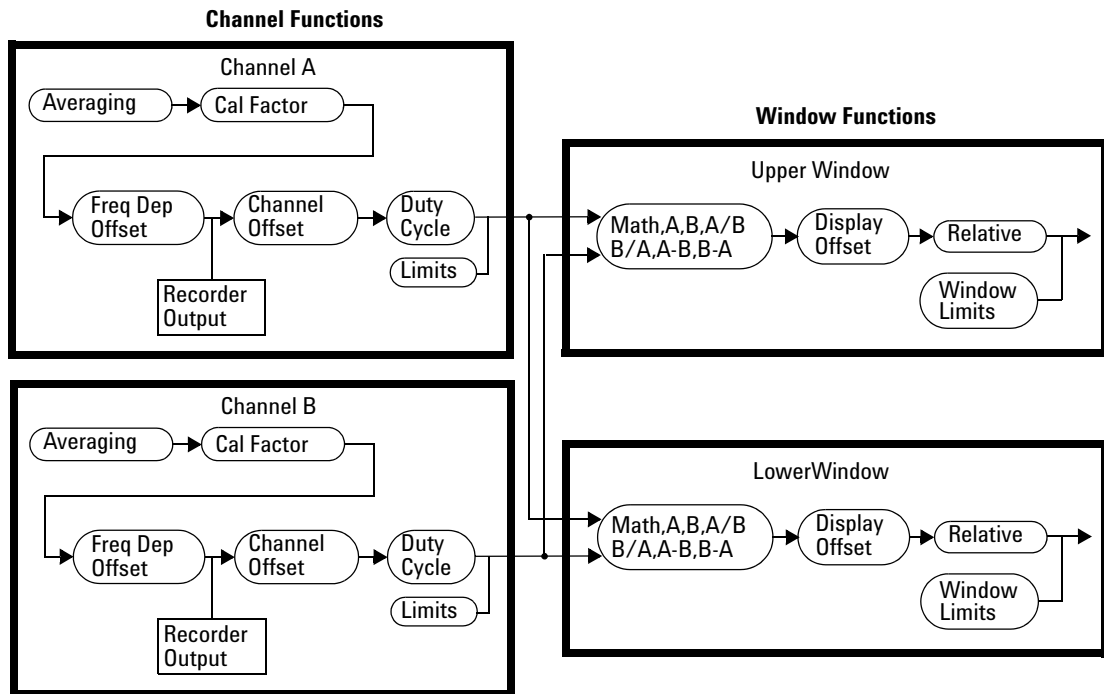 Channel Functions
Channel A
Averaging
Cal Factor
Freq Dep
Offset
Channel
Offset
Duty
Cycle
Limits
Recorder
Output
Channel B
Averaging
Cal Factor
Freq Dep
Offset
Channel
Offset
Duty
Cycle
Limits
Recorder
Output
Window Functions
Upper Window
Math,A,B,A/B
B/A,A-B,B-A
Display
Offset
Relative
Window
Limits
LowerWindow
Math,A,B,A/B
B/A,A-B,B-A
Display
Offset
Relative
Window
Limits